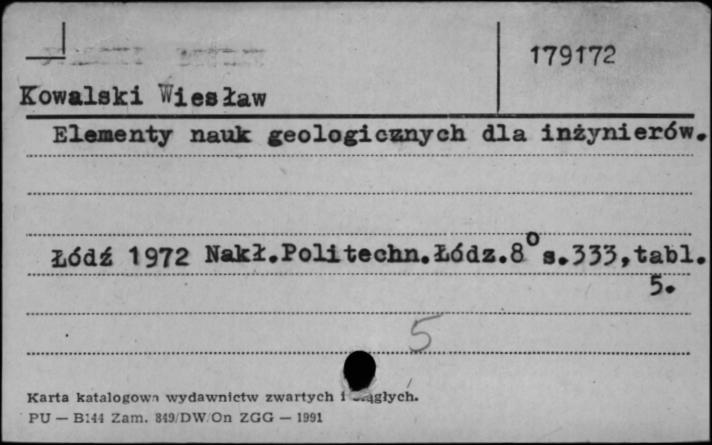 179172
Kowalski Wiesław
Elementy nauk geologicznych dla inżynierów.
Łódź 1972 Nakł.Politechn.Łódz.8° s.333,tabl.
5.
5
Karta katalogowa wydawnictw zwartych i ciągłych.
PU — B144 Zam. 849/DW/On ZGG — 1991